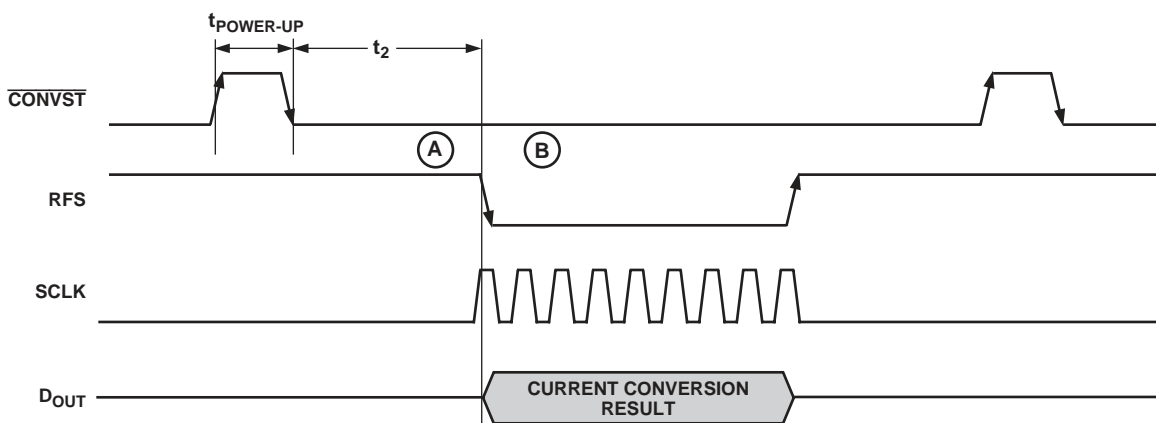 tPOWER-UP
t2
CONVST
A
B
RFS
SCLK
DOUT
CURRENT CONVERSION
RESULT